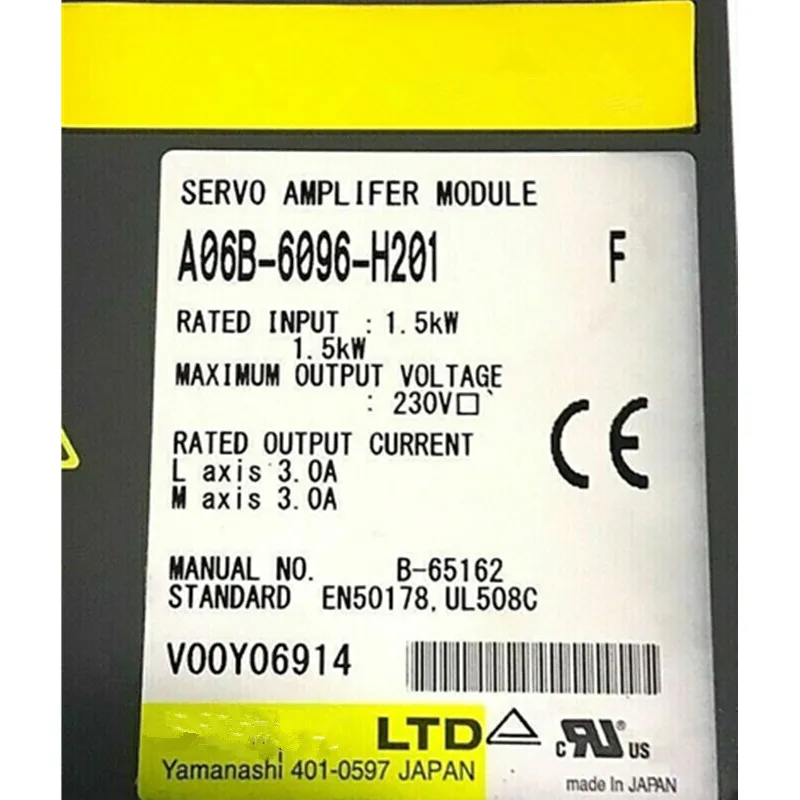 SERVO AMPLIFER MODULE
A06B-6096-H201 F
RATED INPUT : 1.5kW
1.5kW
MAXIMUM OUTPUT VOLTAGE
: 230V□`
RATED OUTPUT CURRENT
L axis 3.0A
M axis 3.0A
CE
MANUAL NO. B-65162
STANDARD EN50178,UL508C
V00Y06914
LTD
c RU® US
Yamanashi 401-0597 JAPAN
made in JAPAN